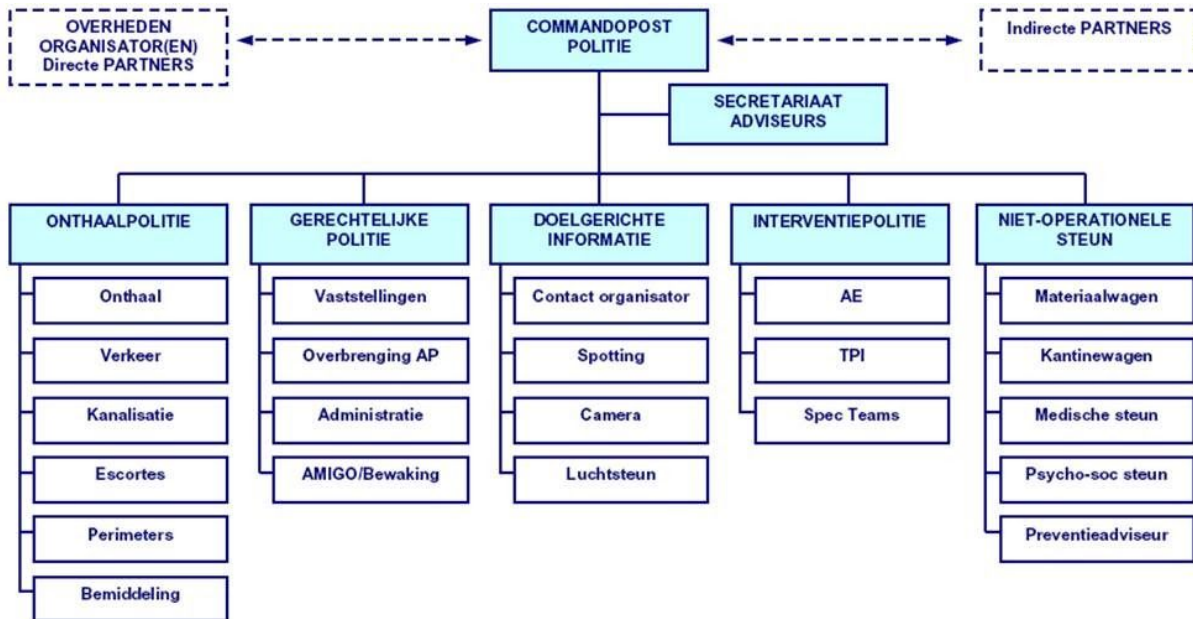 OVERHEDEN
ORGANISATOR(EN)
Directe PARTNERS
COMMANDOPOST
POLITIE
Indirecte PARTNERS
SECRETARIAAT
ADVISEURS
ONTHAALPOLITIE
Onthaal
Verkeer
Kanalisatie
Escortes
Perimeters
Bemiddeling
GERECHTELIJKE
POLITIE
Vaststellingen
Overbrenging AP
Administratie
AMIGO/Bewaking
DOELGERICHTE
INFORMATIE
Contact organisator
Spotting
Camera
Luchtsteun
INTERVENTIEPOLITIE
AE
TPI
Spec Teams
NIET-OPERATIONELE
STEUN
Materiaalwagen
Kantinewagen
Medische steun
Psycho-soc steun
Preventieadviseur